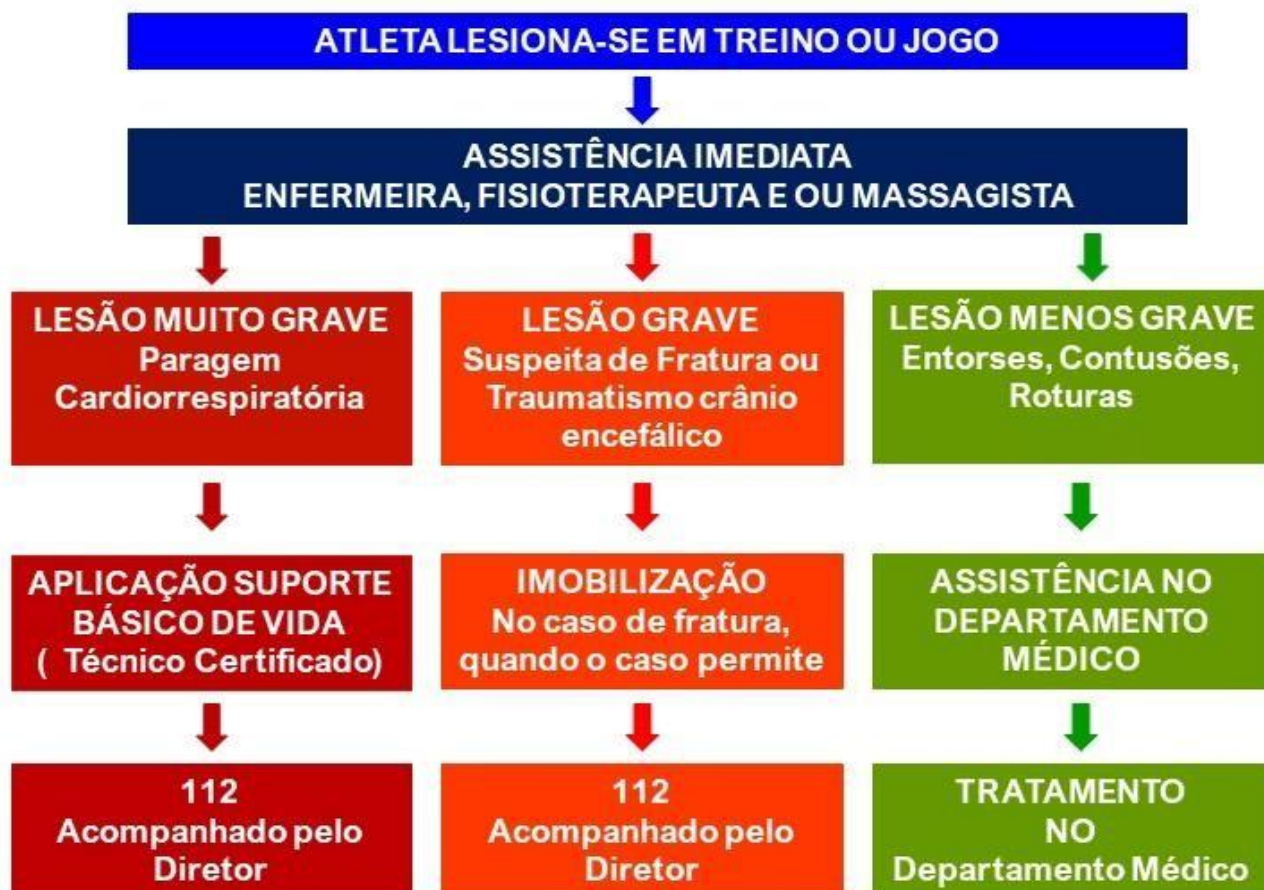 ATLETA LESIONA-SE EM TREINO OU JOGO
ASSISTÊNCIA IMEDIATA
ENFERMEIRA, FISIOTERAPEUTA E OU MASSAGISTA
LESÃO MUITO GRAVE
Paragem
Cardiorrespiratória
LESÃO GRAVE
Suspeita de Fratura ou
Traumatismo crânio
encefálico
LESÃO MENOS GRAVE
Entorses, Contusões,
Roturas
APLICAÇÃO SUPORTE
BÁSICO DE VIDA
( Técnico Certificado)
IMOBILIZAÇÃO
No caso de fratura,
quando o caso permite
ASSISTÊNCIA NO
DEPARTAMENTO
MÉDICO
112
Acompanhado pelo
Diretor
112
Acompanhado pelo
Diretor
TRATAMENTO
NO
Departamento Médico